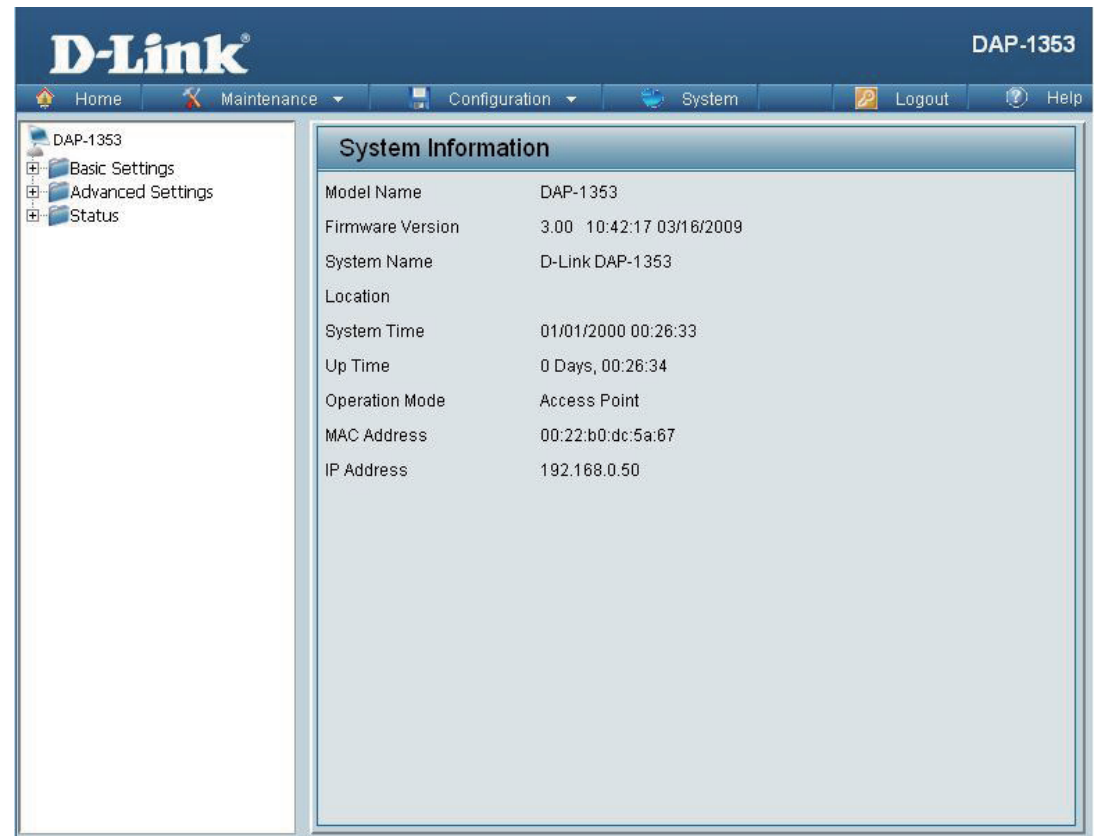 D-Link®
DAP-1353
Home Maintenance Configuration System Logout Help
DAP-1353
Basic Settings
Advanced Settings
Status
System Information
Model Name DAP-1353
Firmware Version 3.00 10:42:17 03/16/2009
System Name D-Link DAP-1353
Location
System Time 01/01/2000 00:26:33
Up Time 0 Days, 00:26:34
Operation Mode Access Point
MAC Address 00:22:b0:dc:5a:67
IP Address 192.168.0.50